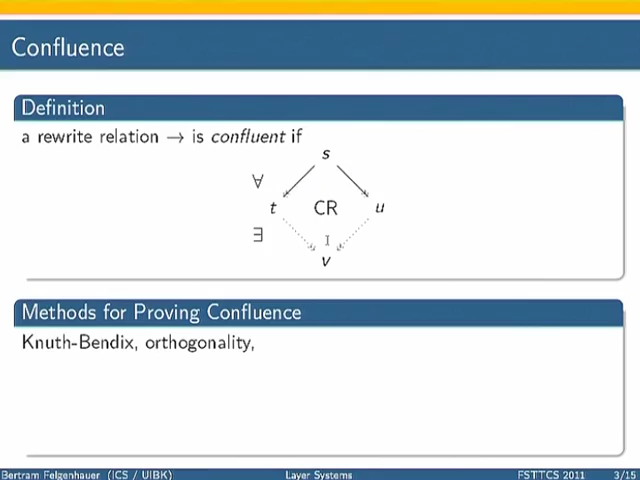 Confluence
Definition
a rewrite relation → is confluent if
s
∀
t CR u
∃
v
Methods for Proving Confluence
Knuth-Bendix, orthogonality,
Bertram Felgenhauer (ICS / UIBK) Layer Systems FSTTCS 2011 3/15